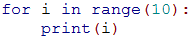 for i in range(10):
    print(i)